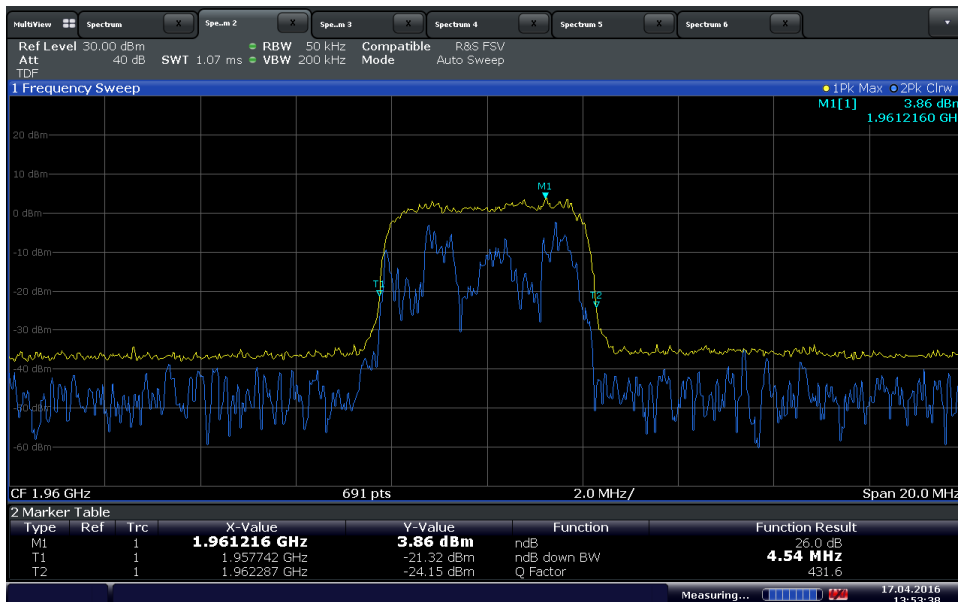 MultiView Spectrum X Spe..m 2 X Spe..m 3 X Spectrum 4 X Spectrum 5 X Spectrum 6 X
Ref Level 30.00 dBm RBW 50 kHz Compatible R&S FSV
Att 40 dB SWT 1.07 ms VBW 200 kHz Mode Auto Sweep
TDF
1 Frequency Sweep 1Pk Max 2Pk Clrw
M1[1] 3.86 dBm
1.9612160 GH
20 dBm
10 dBm
M1
0 dBm
-10 dBm
T1
-20 dBm
T2
-30 dBm
-40 dBm
-50 dBm
-60 dBm
CF 1.96 GHz 691 pts 2.0 MHz/ Span 20.0 MHz
2 Marker Table
Type Ref Trc X-Value Y-Value Function Function Result
M1 1 1.961216 GHz 3.86 dBm ndB 26.0 dB
T1 1 1.957742 GHz -21.32 dBm ndB down BW 4.54 MHz
T2 1 1.962287 GHz -24.15 dBm Q Factor 431.6
Measuring... 17.04.2016
13:53:38